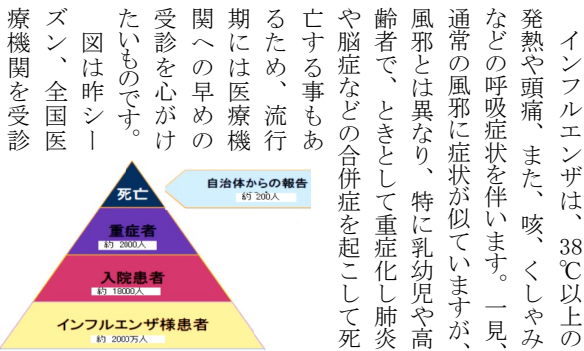 インフルエンザは、38℃以上の
発熱や頭痛、また、咳、くしゃみ
などの呼吸症状を伴います。一見、
通常の風邪に症状が似ていますが、
風邪とは異なり、特に乳幼児や高
齢者で、ときとして重症化し肺炎
や脳症などの合併症を起こして死
亡する事もあ
るため、流行
期には医療機
関への早めの
受診を心がけ
たいものです。
　図は昨シー
ズン、全国医
療機関を受診
死亡
自治体からの報告
約 200人
重症者
約 2000人
入院患者
約 18000人
インフルエンザ様患者
約 2000万人